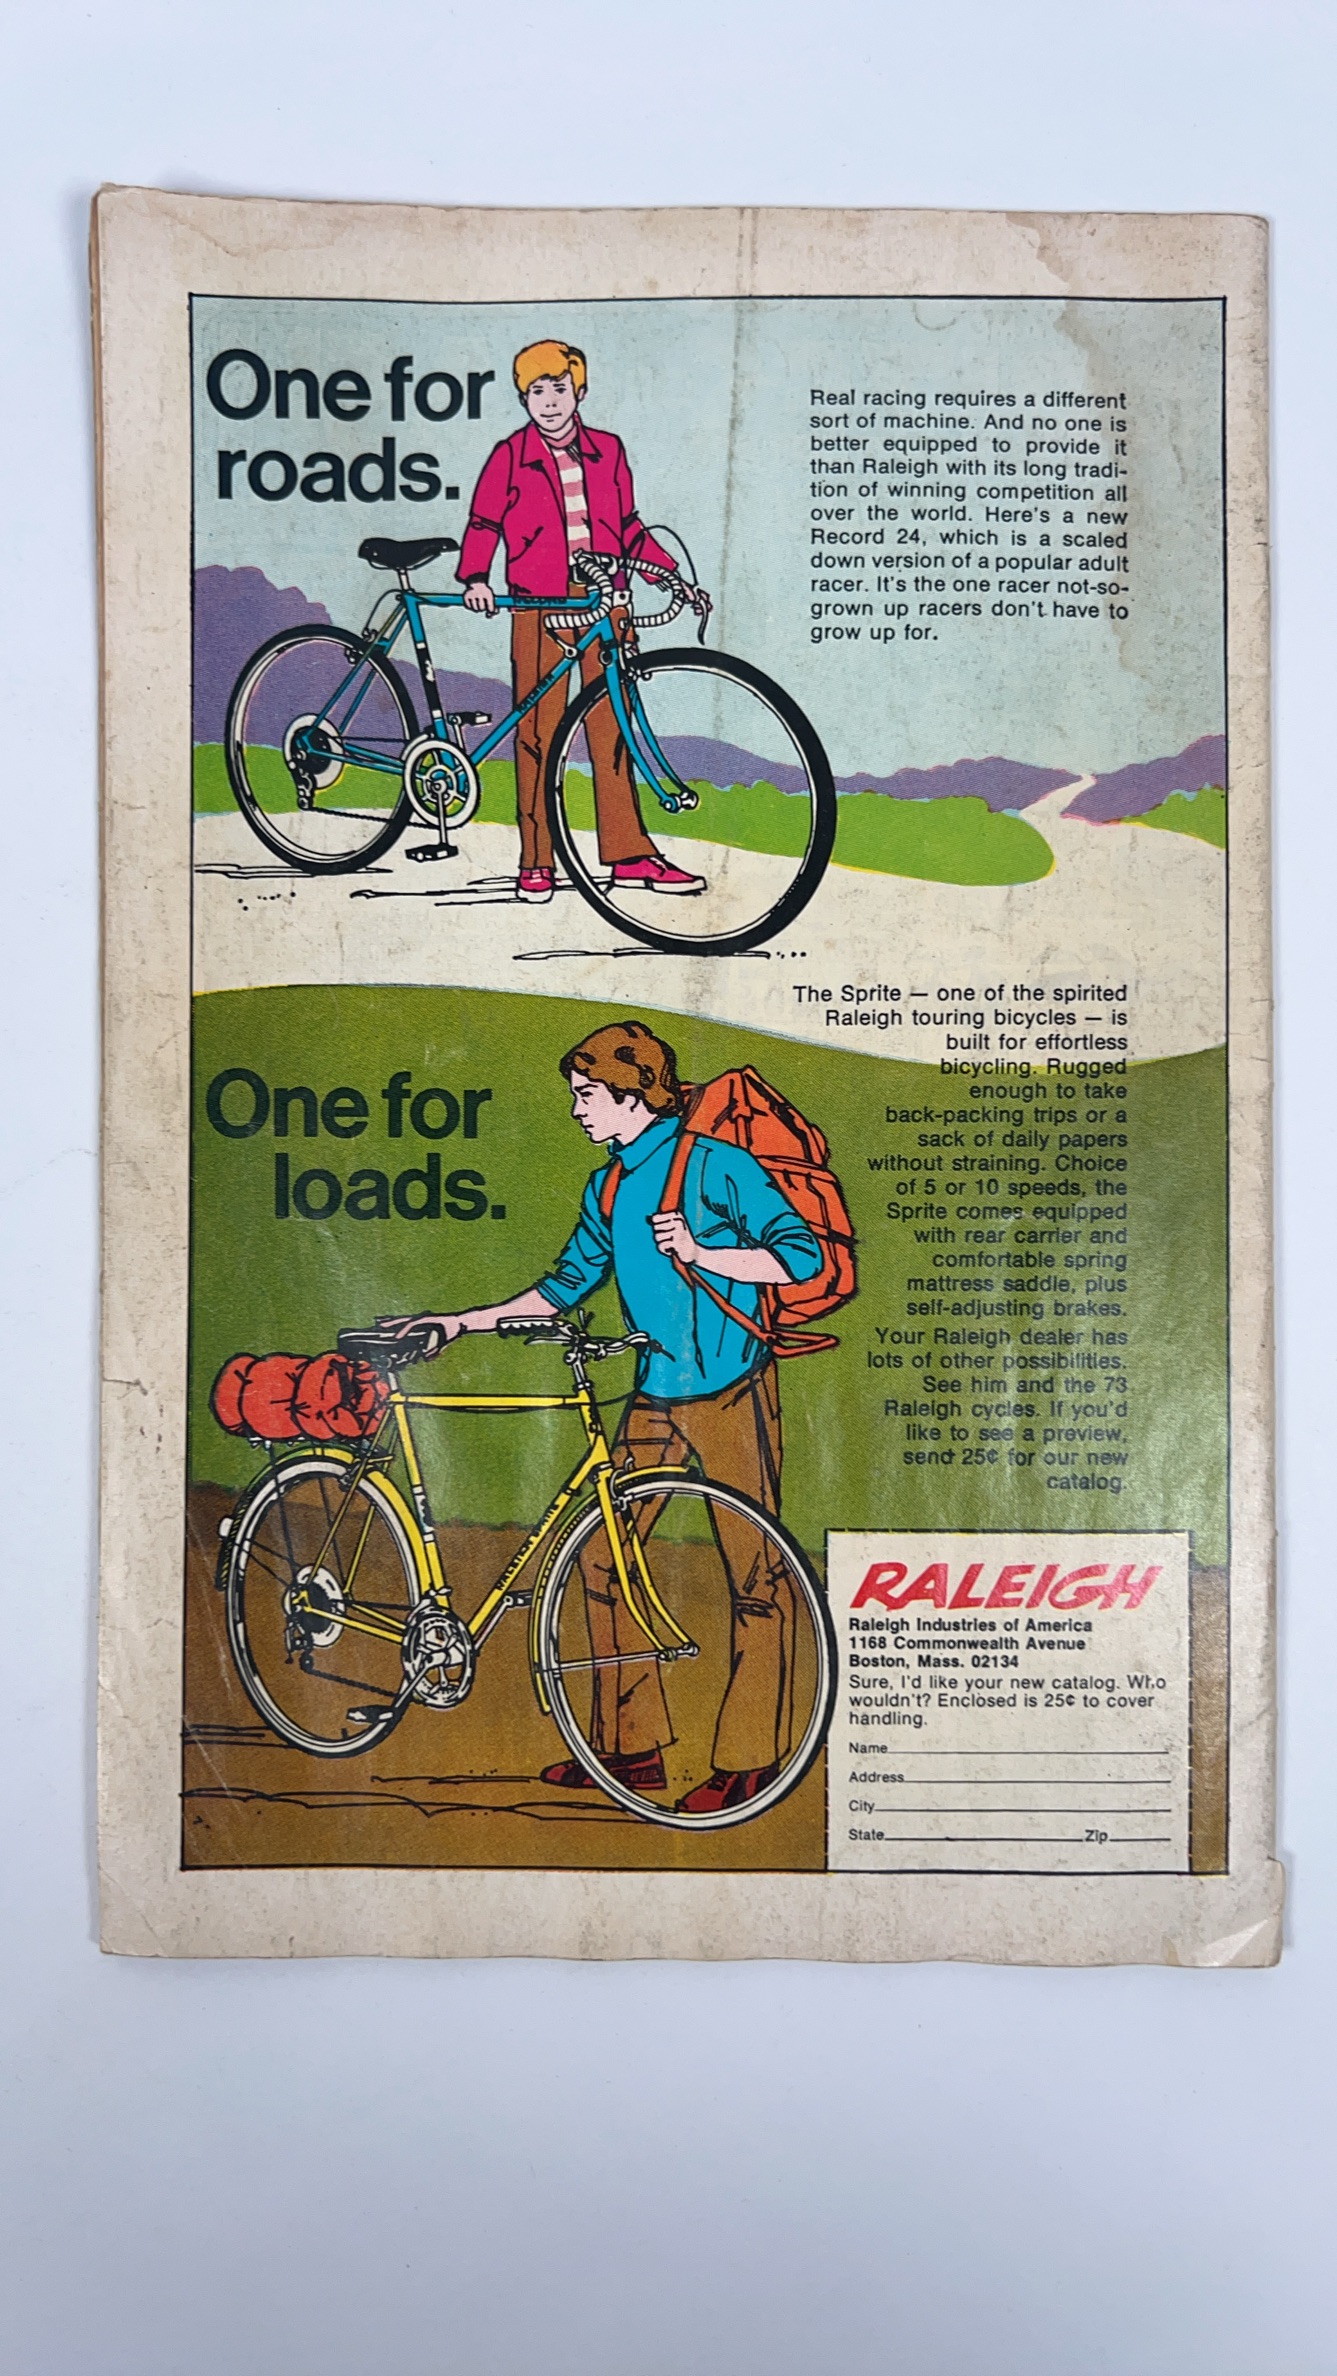 One for
roads.
Real racing requires a different
sort of machine. And no one is
better equipped to provide it
than Raleigh with its long tradi-
tion of winning competition all
over the world. Here's a new
Record 24, which is a scaled
down version of a popular adult
racer. It's the one racer not-so-
grown up racers don't have to
grow up for.
RALEIGH
The Sprite — one of the spirited
Raleigh touring bicycles — is
built for effortless
bicycling. Rugged
enough to take
back-packing trips or a
sack of daily papers
without straining. Choice
of 5 or 10 speeds, the
Sprite comes equipped
with rear carrier and
comfortable spring
mattress saddle, plus
self-adjusting brakes.
Your Raleigh dealer has
lots of other possibilities.
See him and the 73
Raleigh cycles. If you'd
like to see a preview,
send 25¢ for our new
catalog.
One for
loads.
RALEIGH SPRITE
RALEIGH
Raleigh Industries of America
1168 Commonwealth Avenue
Boston, Mass. 02134
Sure, I'd like your new catalog. Who
wouldn't? Enclosed is 25¢ to cover
handling.
Name
Address
City
State Zip